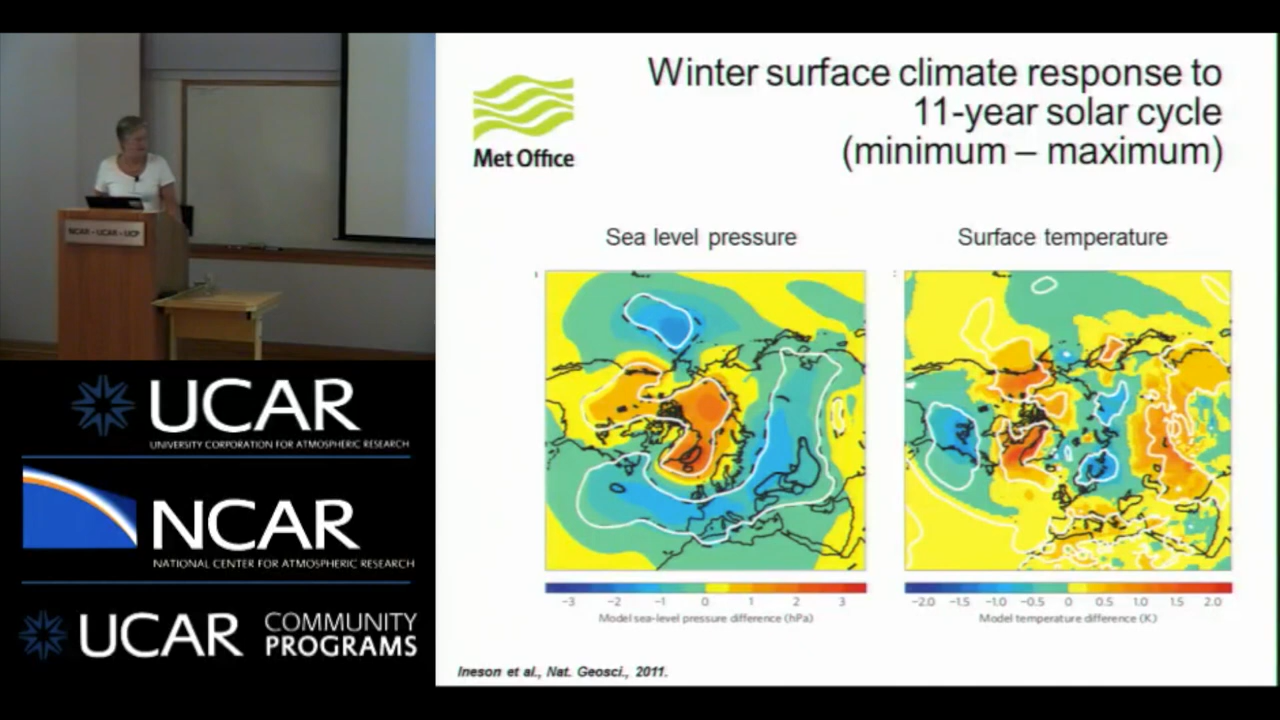 Winter surface climate response to
11-year solar cycle
(minimum – maximum)
Met Office
Sea level pressure
Surface temperature
−3 −2 −1 0 1 2 3
Model sea-level pressure difference (hPa)
−2.0 −1.5 −1.0 −0.5 0 0.5 1.0 1.5 2.0
Model temperature difference (K)
Ineson et al., Nat. Geosci., 2011.
NCAR • UCAR • UCP
UCAR
UNIVERSITY CORPORATION FOR ATMOSPHERIC RESEARCH
NCAR
NATIONAL CENTER FOR ATMOSPHERIC RESEARCH
UCAR COMMUNITY
PROGRAMS